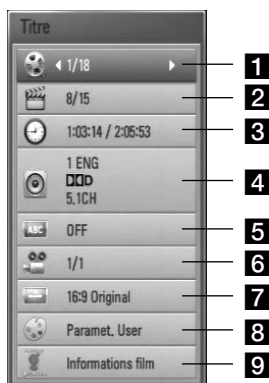 Titre
1/18 1
8/15 2
1:03:14 / 2:05:53 3
1 ENG
D
5.1CH
4
ABC OFF 5
1/1 6
16:9 Original 7
Paramet. User 8
Informations film 9